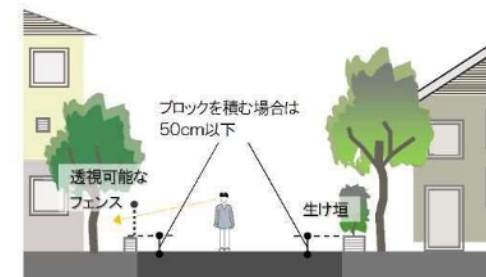 ブロックを積む場合は
50cm以下
透視可能な
フェンス
生け垣